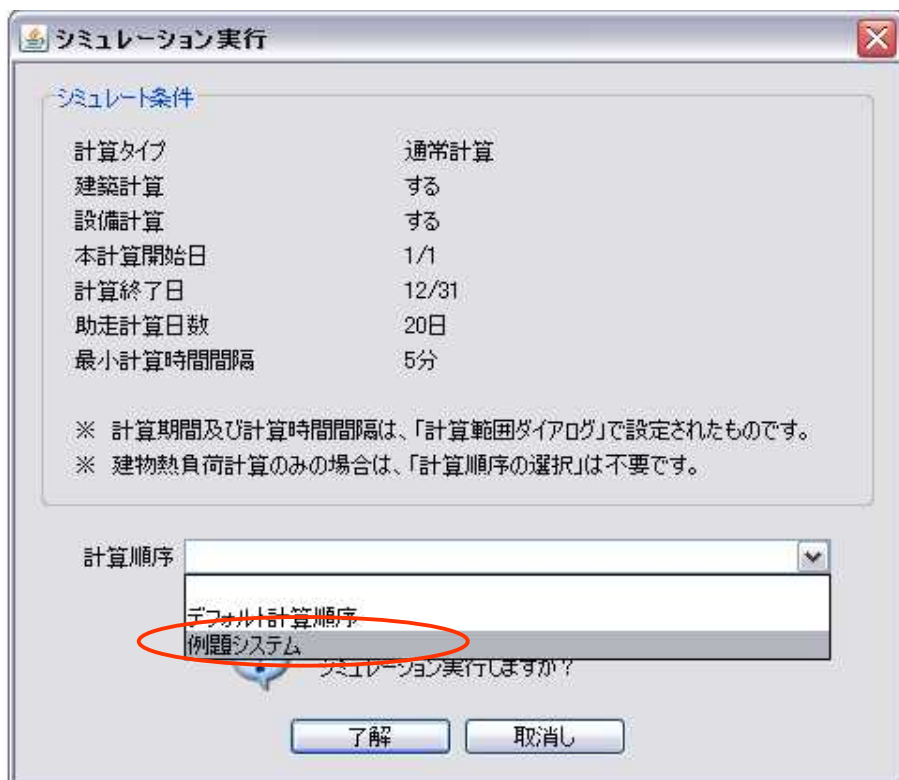 シミュレーション実行
シミュレート条件
計算タイプ 通常計算
建築計算 する
設備計算 する
本計算開始日 1/1
計算終了日 12/31
助走計算日数 20日
最小計算時間間隔 5分
※ 計算期間及び計算時間間隔は、「計算範囲ダイアログ」で設定されたものです。
※ 建物熱負荷計算のみの場合は、「計算順序の選択」は不要です。
計算順序
デフォルト計算順序
例題システム
シミュレーション実行しますか？
了解 取消し